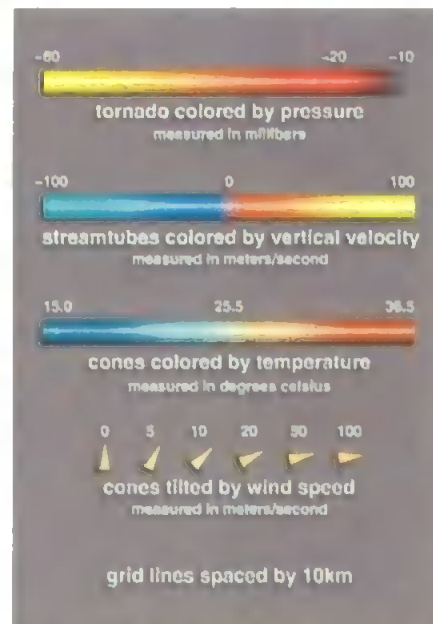 -60 -20 -10
tornado colored by pressure
measured in millibars
-100 0 100
streamtubes colored by vertical velocity
measured in meters/second
15.0 25.5 36.5
cones colored by temperature
measured in degrees celsius
0 5 10 20 50 100
cones tilted by wind speed
measured in meters/second
grid lines spaced by 10km